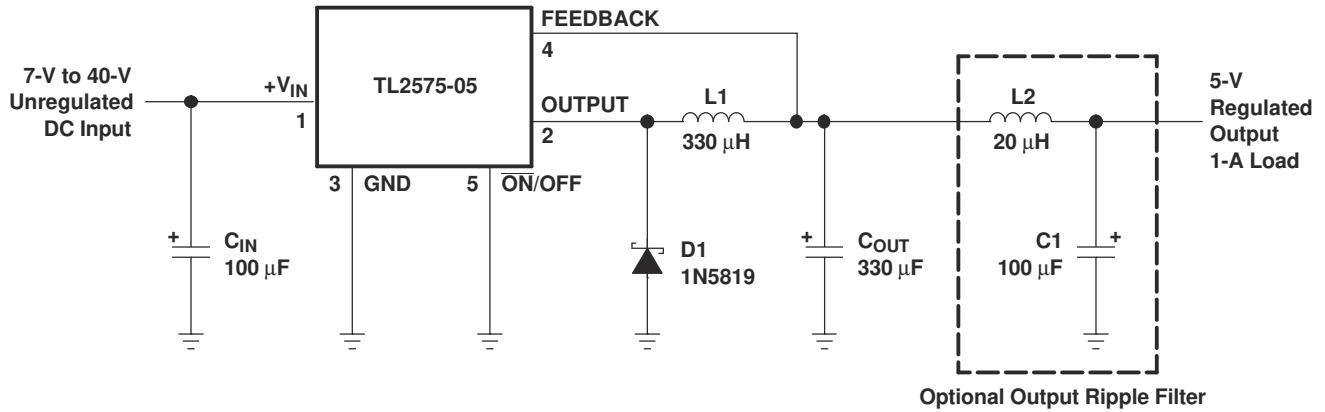 FEEDBACK
4
7-V to 40-V
Unregulated
DC Input
+VIN
1
TL2575-05
OUTPUT
2
L1
330 μH
L2
20 μH
5-V
Regulated
Output
1-A Load
3 GND
5 ON/OFF
+
CIN
100 μF
D1
1N5819
+
COUT
330 μF
C1
100 μF
+
Optional Output Ripple Filter